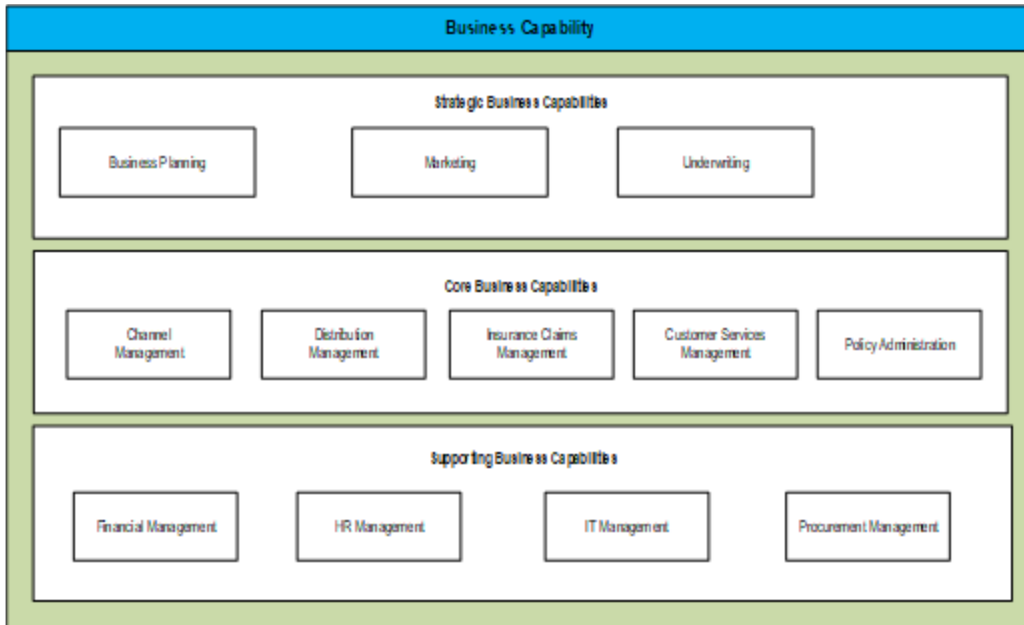 Business Capability
Strategic Business Capabilities
Business Planning
Marketing
Underwriting
Core Business Capabilities
Channel
Management
Distribution
Management
Insurance Claims
Management
Customer Services
Management
Policy Administration
Supporting Business Capabilities
Financial Management
HR Management
IT Management
Procurement Management